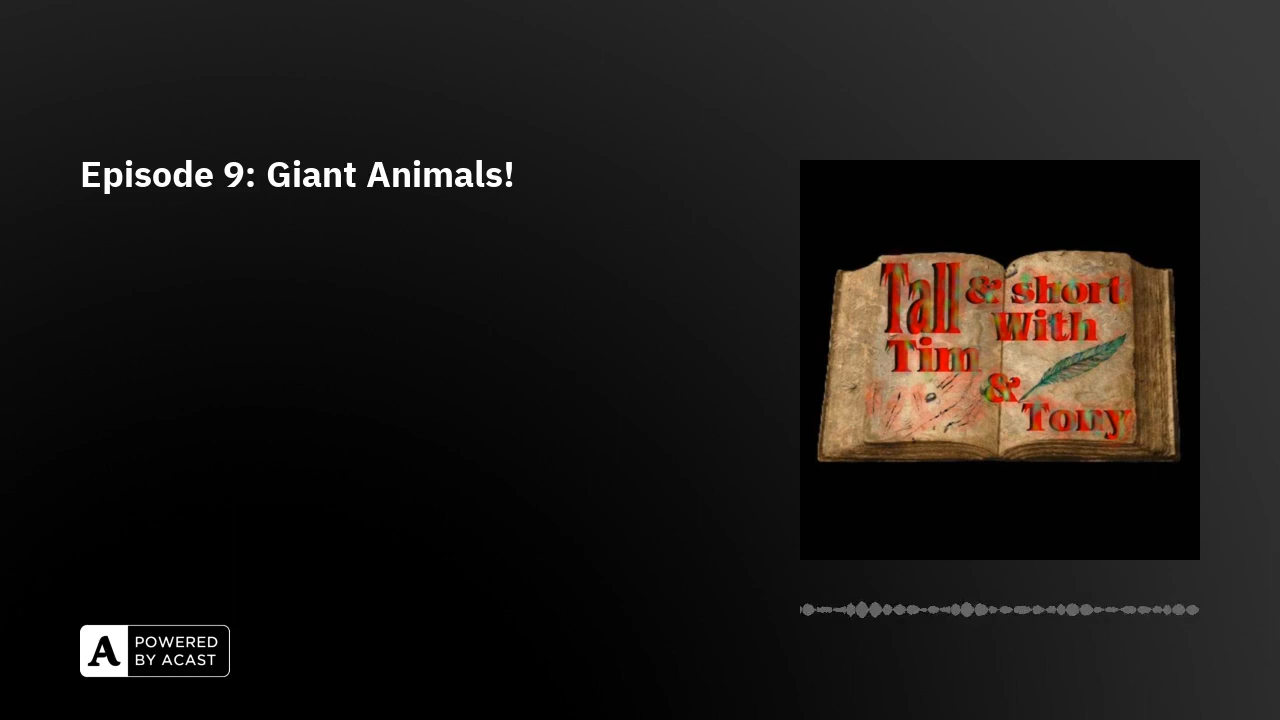 Episode 9: Giant Animals!
Tall & short
With
Tim
&
Tony
A POWERED
BY ACAST